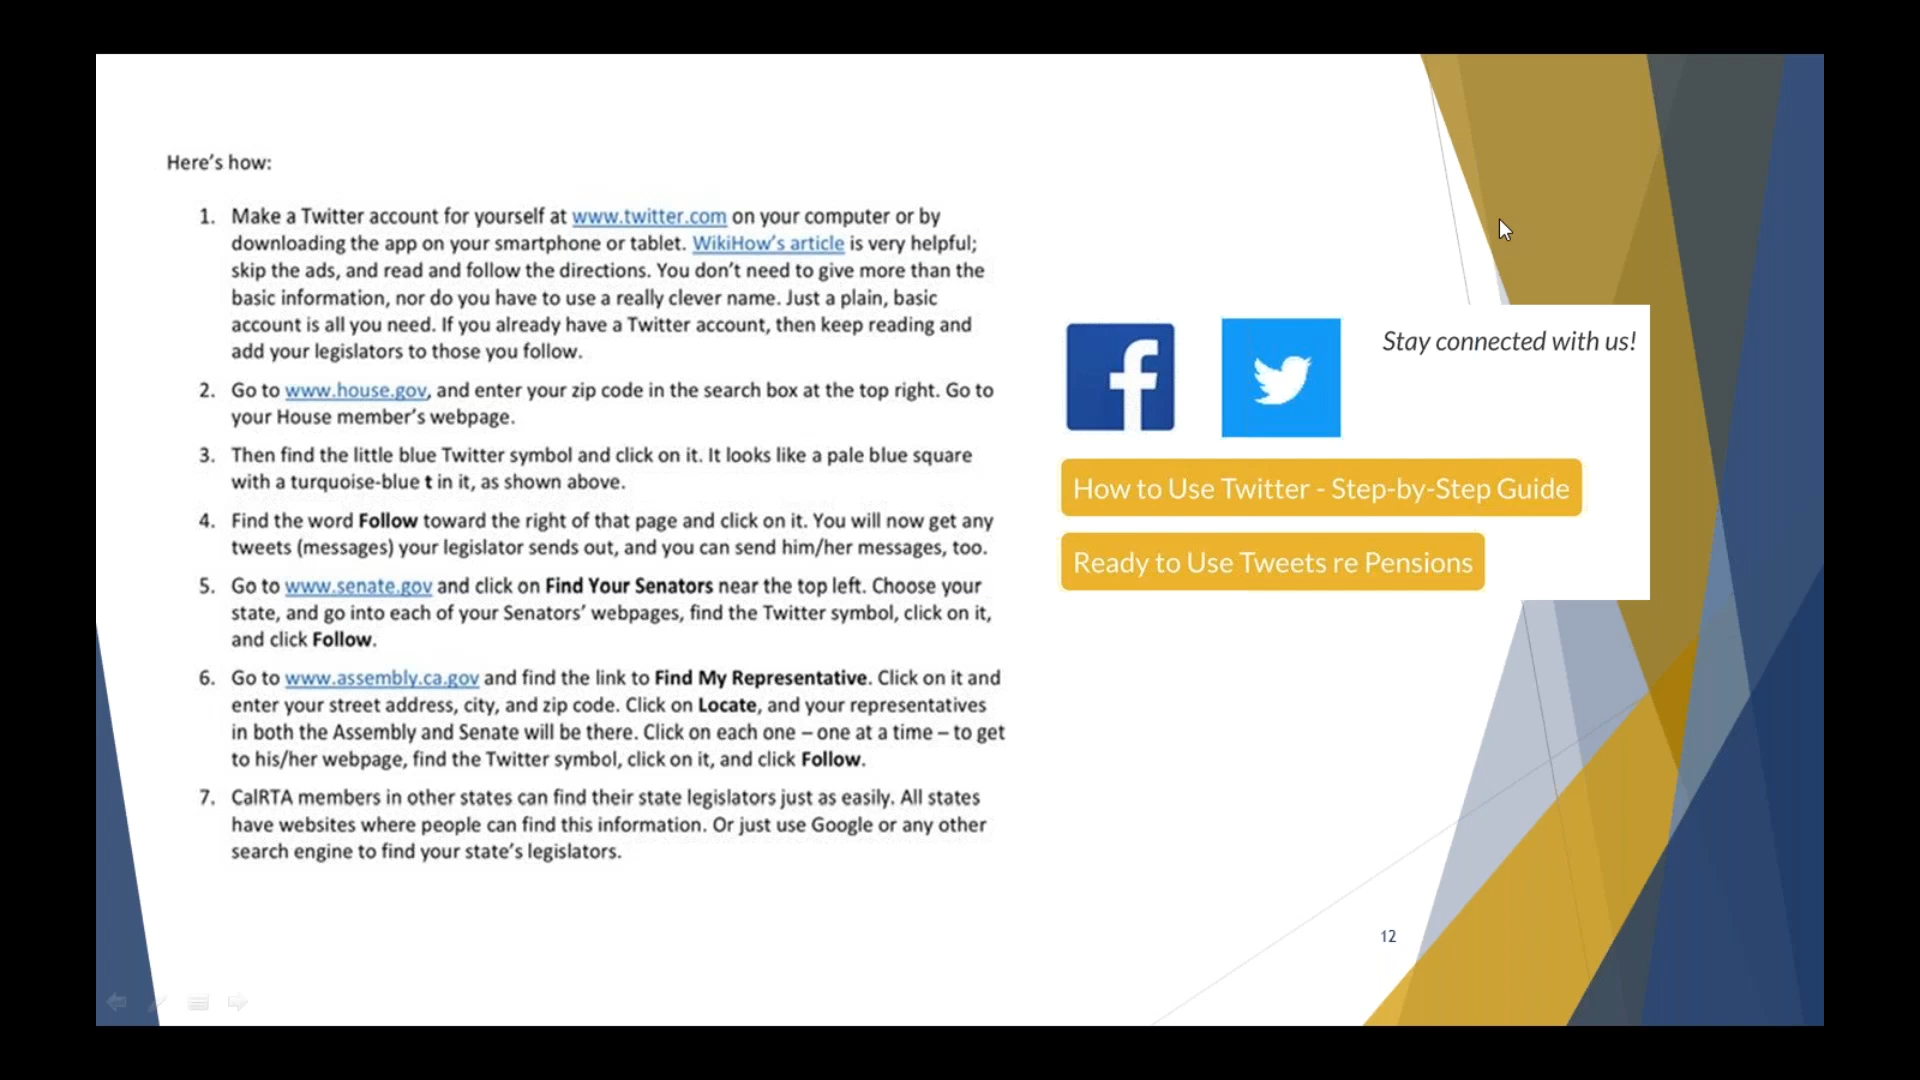 Here's how:
1. Make a Twitter account for yourself at www.twitter.com on your computer or by
downloading the app on your smartphone or tablet. WikiHow's article is very helpful;
skip the ads, and read and follow the directions. You don't need to give more than the
basic information, nor do you have to use a really clever name. Just a plain, basic
account is all you need. If you already have a Twitter account, then keep reading and
add your legislators to those you follow.
2. Go to www.house.gov, and enter your zip code in the search box at the top right. Go to
your House member's webpage.
3. Then find the little blue Twitter symbol and click on it. It looks like a pale blue square
with a turquoise-blue t in it, as shown above.
4. Find the word Follow toward the right of that page and click on it. You will now get any
tweets (messages) your legislator sends out, and you can send him/her messages, too.
5. Go to www.senate.gov and click on Find Your Senators near the top left. Choose your
state, and go into each of your Senators' webpages, find the Twitter symbol, click on it,
and click Follow.
6. Go to www.assembly.ca.gov and find the link to Find My Representative. Click on it and
enter your street address, city, and zip code. Click on Locate, and your representatives
in both the Assembly and Senate will be there. Click on each one – one at a time – to get
to his/her webpage, find the Twitter symbol, click on it, and click Follow.
7. CalRTA members in other states can find their state legislators just as easily. All states
have websites where people can find this information. Or just use Google or any other
search engine to find your state's legislators.
f
Stay connected with us!
How to Use Twitter - Step-by-Step Guide
Ready to Use Tweets re Pensions
12